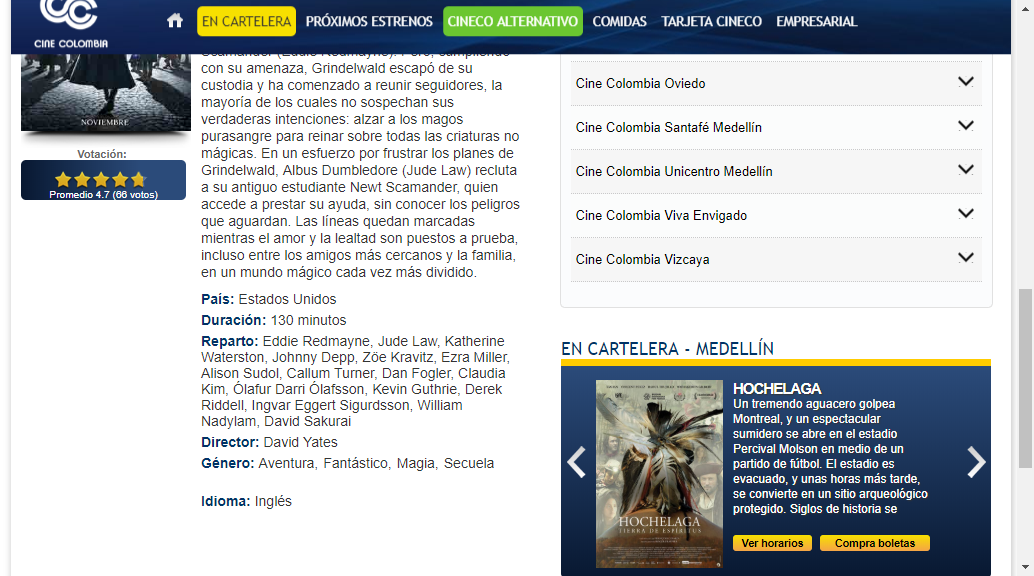 CINE COLOMBIA
EN CARTELERA
PRÓXIMOS ESTRENOS
CINECO ALTERNATIVO
COMIDAS
TARJETA CINECO
EMPRESARIAL
NOVIEMBRE
Votación:
Promedio 4.7 (66 votos)
Scamander (Eddie Redmayne). Pero, cumpliendo
con su amenaza, Grindelwald escapó de su
custodia y ha comenzado a reunir seguidores, la
mayoría de los cuales no sospechan sus
verdaderas intenciones: alzar a los magos
purasangre para reinar sobre todas las criaturas no
mágicas. En un esfuerzo por frustrar los planes de
Grindelwald, Albus Dumbledore (Jude Law) recluta
a su antiguo estudiante Newt Scamander, quien
accede a prestar su ayuda, sin conocer los peligros
que aguardan. Las líneas quedan marcadas
mientras el amor y la lealtad son puestos a prueba,
incluso entre los amigos más cercanos y la familia,
en un mundo mágico cada vez más dividido.
País: Estados Unidos
Duración: 130 minutos
Reparto: Eddie Redmayne, Jude Law, Katherine
Waterston, Johnny Depp, Zöe Kravitz, Ezra Miller,
Alison Sudol, Callum Turner, Dan Fogler, Claudia
Kim, Ólafur Darri Ólafsson, Kevin Guthrie, Derek
Riddell, Ingvar Eggert Sigurdsson, William
Nadylam, David Sakurai
Director: David Yates
Género: Aventura, Fantástico, Magia, Secuela
Idioma: Inglés
Cine Colombia Oviedo
Cine Colombia Santafé Medellín
Cine Colombia Unicentro Medellín
Cine Colombia Viva Envigado
Cine Colombia Vizcaya
EN CARTELERA - MEDELLÍN
HOCHELAGA
TIERRA DE ESPÍRITUS
HOCHELAGA
Un tremendo aguacero golpea
Montreal, y un espectacular
sumidero se abre en el estadio
Percival Molson en medio de un
partido de fútbol. El estadio es
evacuado, y unas horas más tarde,
se convierte en un sitio arqueológico
protegido. Siglos de historia se
Ver horarios
Compra boletas